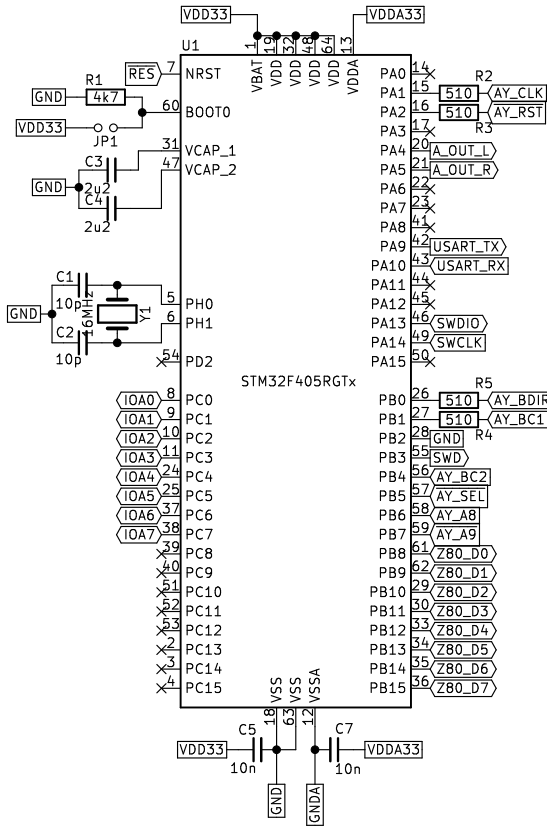 VDD33
VDDA33
U1
1
19
32
48
64
13
VBAT
VDD
VDD
VDD
VDD
VDDA
RES 7 NRST
PA0 14
R1
R2
GND 4k7
PA1 15 510 AY_CLK
60 BOOT0
PA2 16 510 AY_RST
VDD33
JP1
PA3 17
R3
31 VCAP_1
PA4 20 A_OUT_L
C3
47 VCAP_2
PA5 21 A_OUT_R
GND
2u2
PA6 22
C4
PA7 23
2u2
PA8 41
PA9 42 USART_TX
PA10 43 USART_RX
C1
PA11 44
10p
16MHz
Y1
5 PH0
PA12 45
GND
6 PH1
PA13 46 SWDIO
C2
PA14 49 SWCLK
10p
54 PD2
PA15 50
STM32F405RGTx
R5
IOA0 8 PC0
PB0 26 510 AY_BDIR
IOA1 9 PC1
PB1 27 510 AY_BC1
R4
IOA2 10 PC2
PB2 28 GND
IOA3 11 PC3
PB3 55 SWD
IOA4 24 PC4
PB4 56 AY_BC2
IOA5 25 PC5
PB5 57 AY_SEL
IOA6 37 PC6
PB6 58 AY_A8
IOA7 38 PC7
PB7 59 AY_A9
39 PC8
PB8 61 Z80_D0
40 PC9
PB9 62 Z80_D1
51 PC10
PB10 29 Z80_D2
52 PC11
PB11 30 Z80_D3
53 PC12
PB12 33 Z80_D4
2 PC13
PB13 34 Z80_D5
3 PC14
PB14 35 Z80_D6
4 PC15
PB15 36 Z80_D7
VSS
VSS
VSSA
18
63
12
C5
C7
VDD33
VDDA33
10n
10n
GND
GNDA